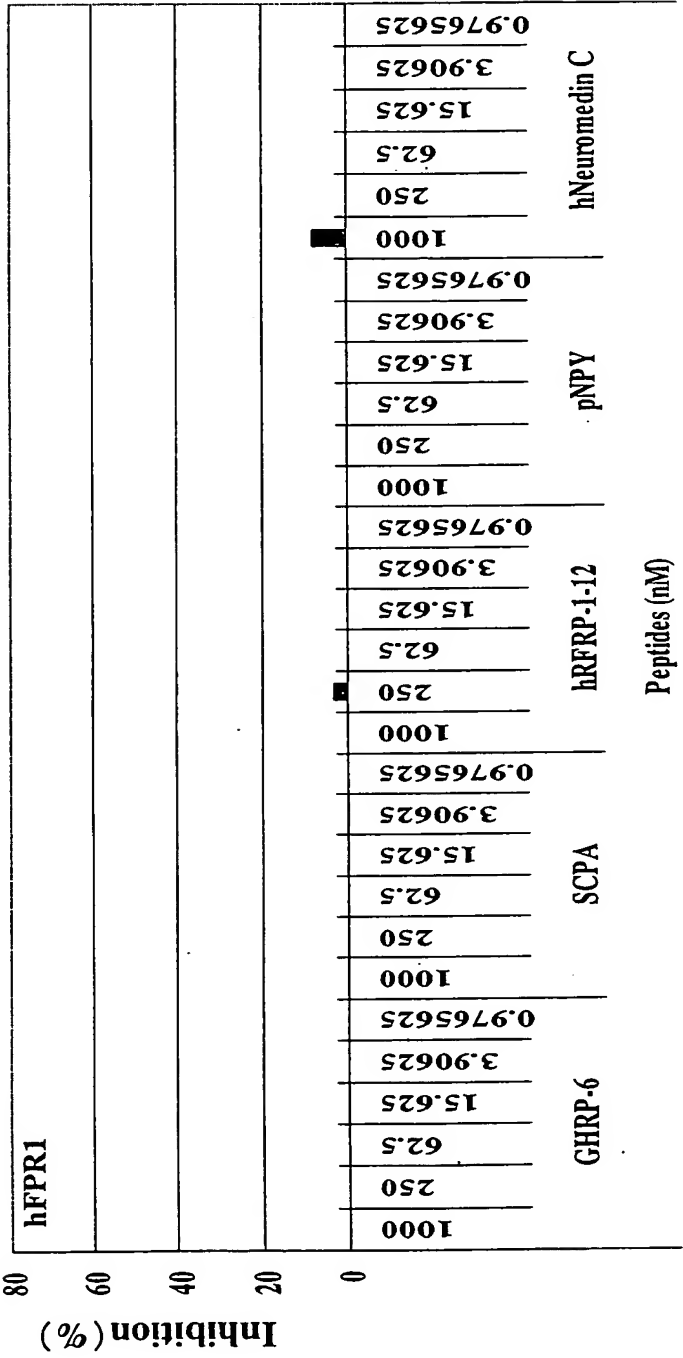 hFPR1
80
60
40
20
0
Inhibition (%)
1000 250 62.5 15.625 3.90625 0.9765625 1000 250 62.5 15.625 3.90625 0.9765625 1000 250 62.5 15.625 3.90625 0.9765625 1000 250 62.5 15.625 3.90625 0.9765625 1000 250 62.5 15.625 3.90625 0.9765625
GHRP-6 SCPA hRFRP-1-12 pNPY hNeuromedin C
Peptides (nM)